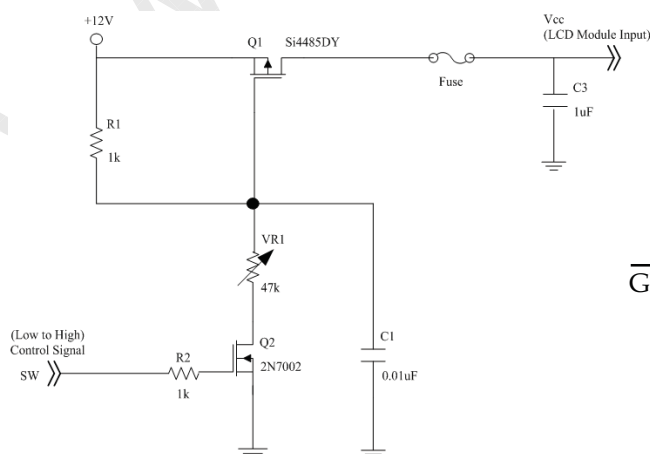 +12V
Q1
Si4485DY
Vcc
(LCD Module Input)
Fuse
C3
1uF
R1
1k
VR1
47k
(Low to High)
Control Signal
SW
R2
1k
Q2
2N7002
C1
0.01uF
G